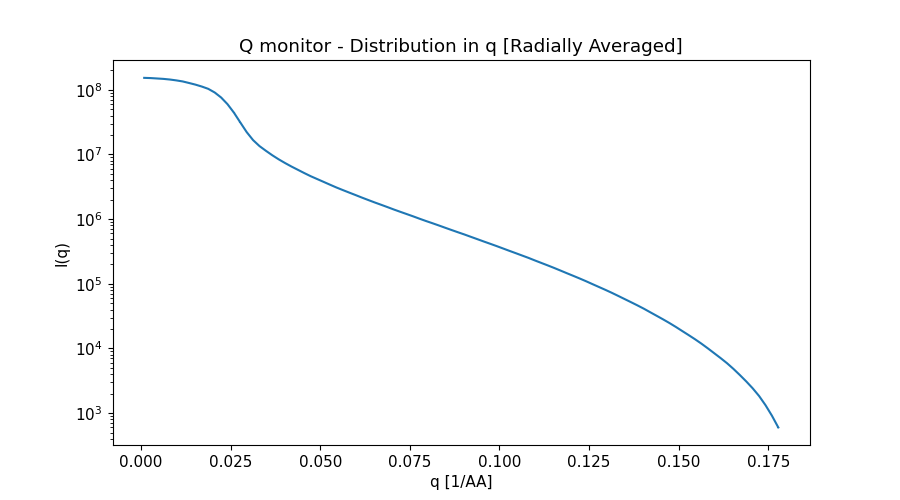 Q monitor - Distribution in q [Radially Averaged]
I(q)
10^8
10^7
10^6
10^5
10^4
10^3
0.000 0.025 0.050 0.075 0.100 0.125 0.150 0.175
q [1/AA]